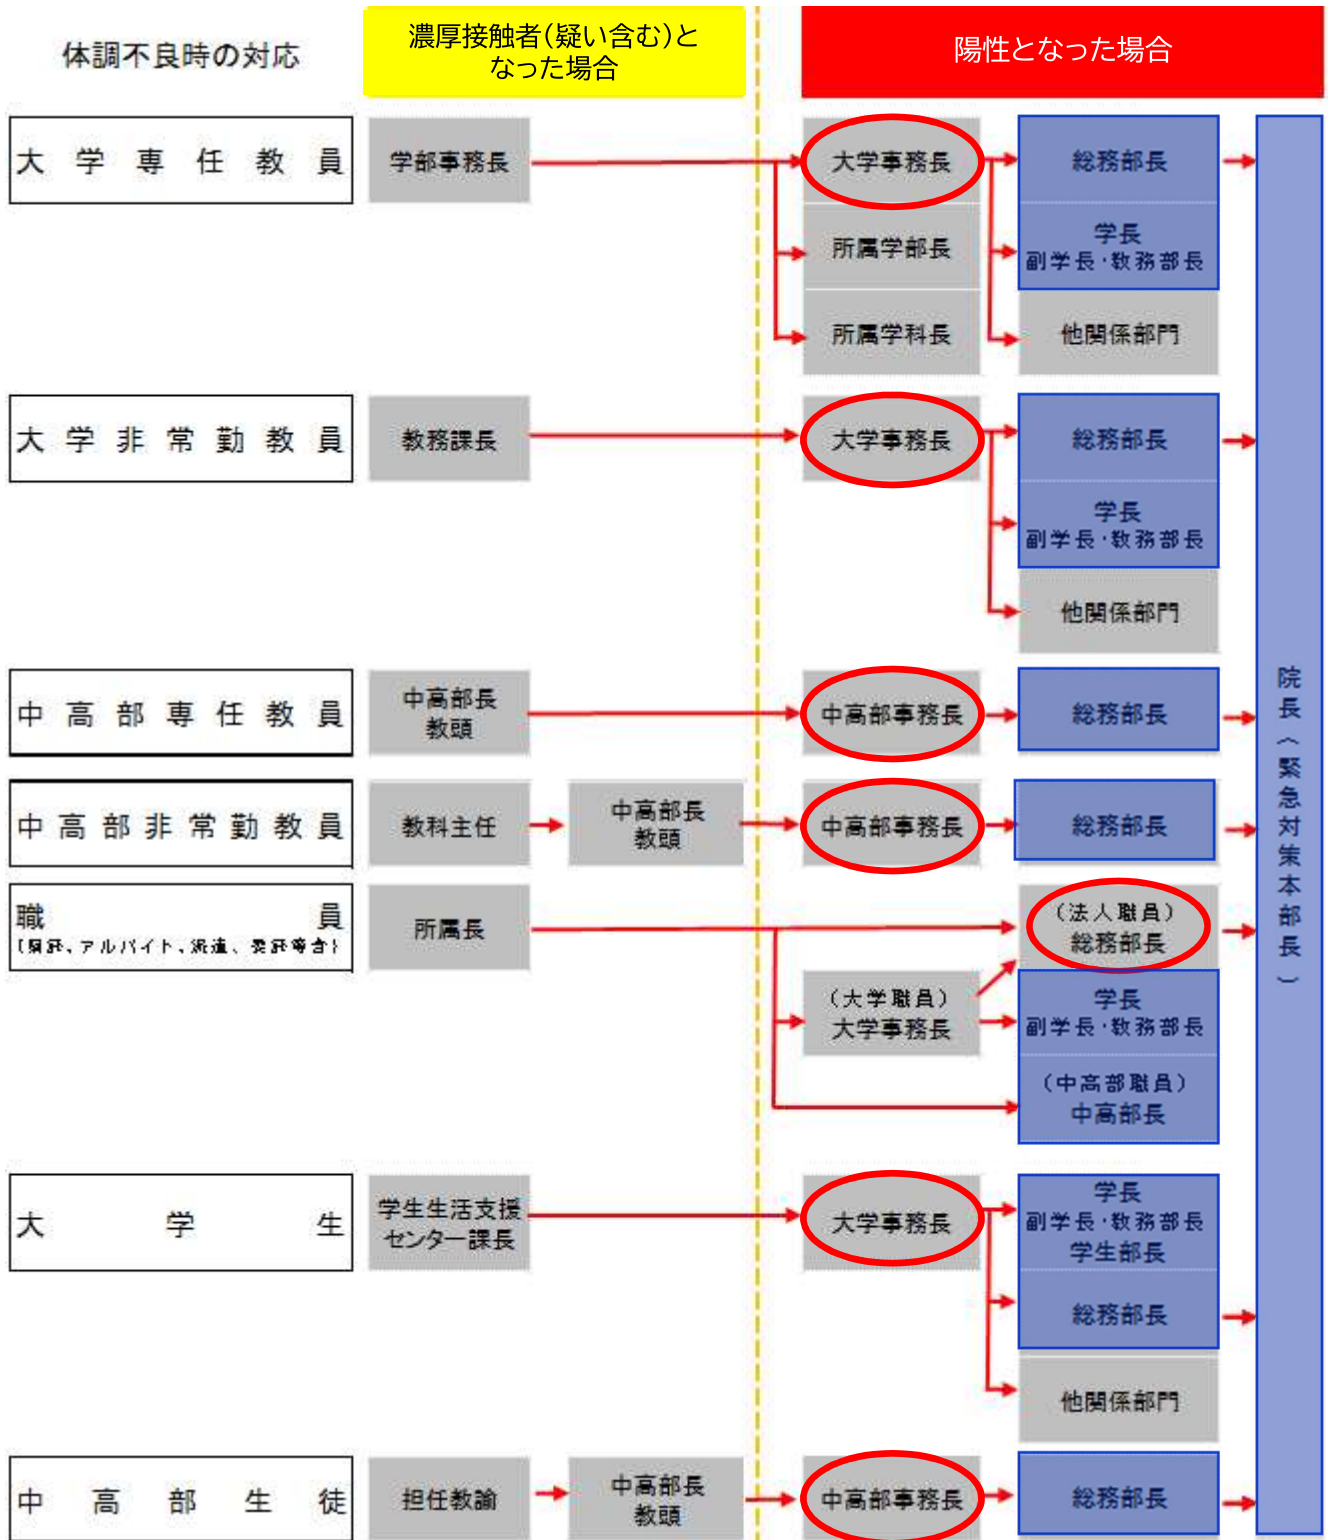 体調不良時の対応
濃厚接触者(疑い含む)と
なった場合
陽性となった場合
大学専任教員
学部事務長
大学事務長
総務部長
所属学部長
学長
副学長・教務部長
所属学科長
他関係部門
大学非常勤教員
教務課長
大学事務長
総務部長
学長
副学長・教務部長
他関係部門
中高部専任教員
中高部長
教頭
中高部事務長
総務部長
中高部非常勤教員
教科主任
中高部長
教頭
中高部事務長
総務部長
職員
アルバイト、派遣、
所属長
(法人職員)
総務部長
(大学職員)
大学事務長
学長
副学長・教務部長
(中高部職員)
中高部長
大学生
学生生活支援
センター課長
大学事務長
学長
副学長・教務部長
学生部長
総務部長
他関係部門
中高部生徒
担任教諭
中高部長
教頭
中高部事務長
総務部長
院長(緊急対策本部長)